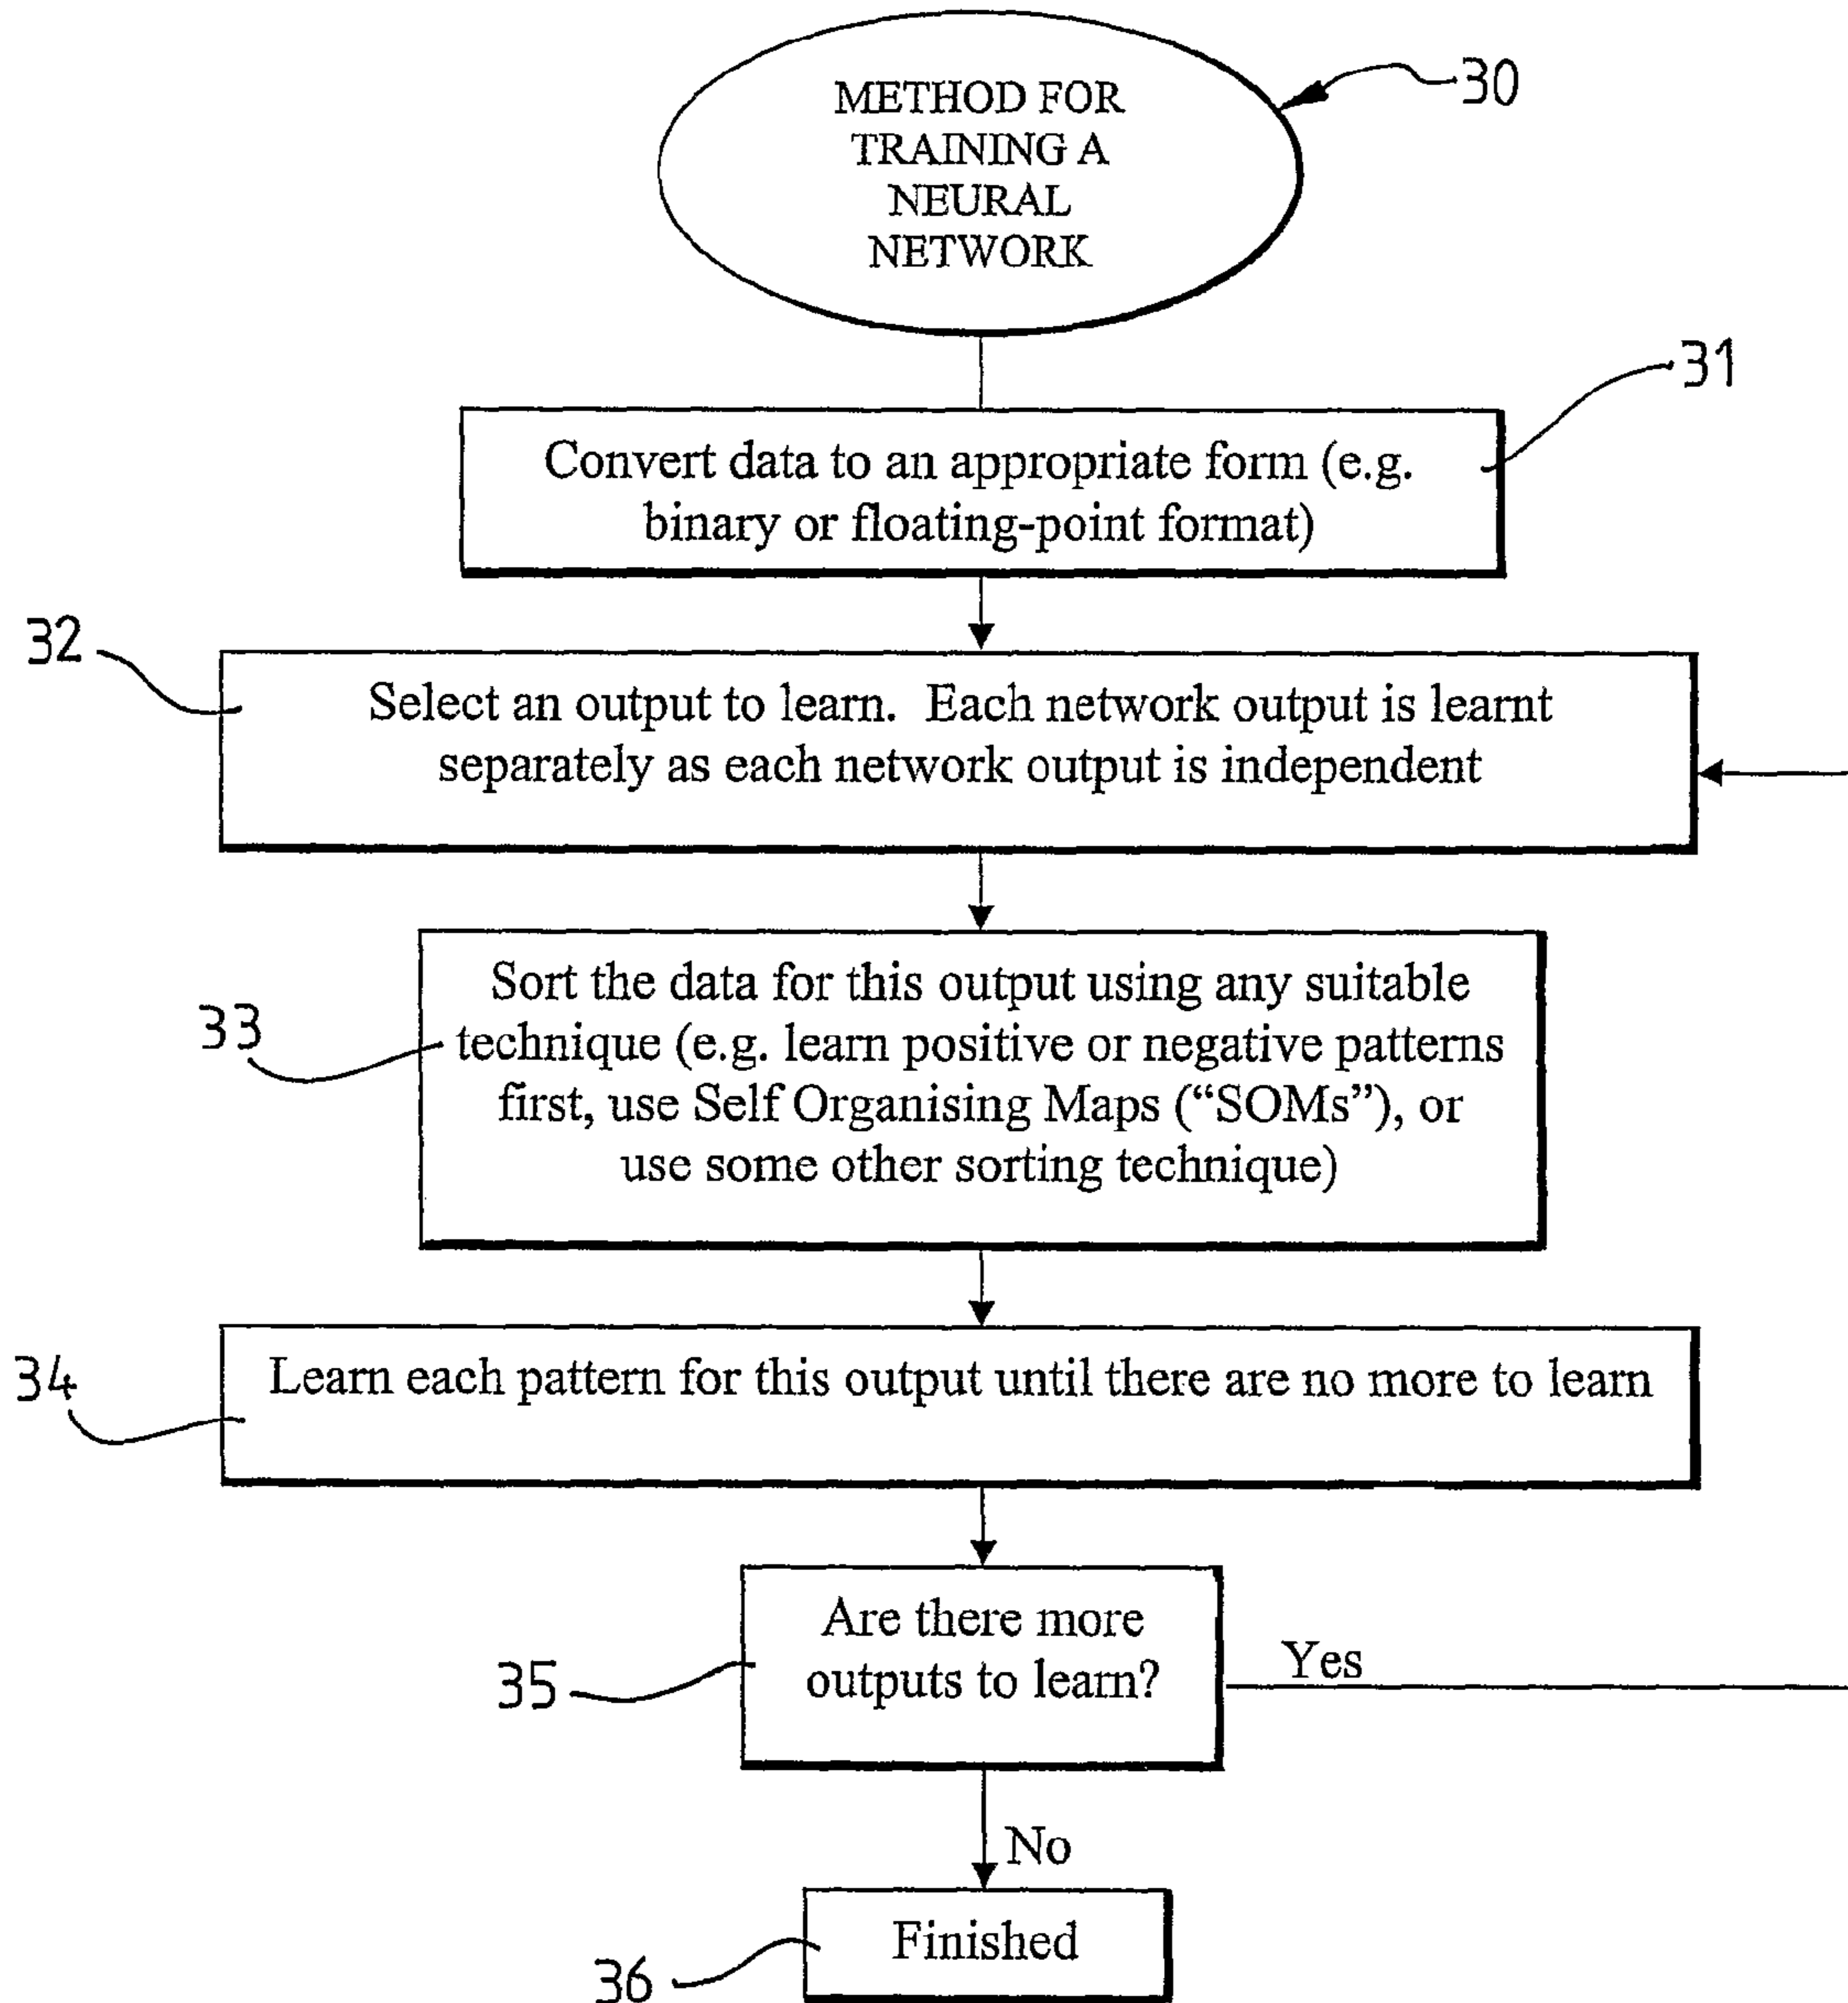 METHOD FOR
TRAINING A
NEURAL
NETWORK
30
31
Convert data to an appropriate form (e.g.
binary or floating-point format)
32
Select an output to learn. Each network output is learnt
separately as each network output is independent
33
Sort the data for this output using any suitable
technique (e.g. learn positive or negative patterns
first, use Self Organising Maps (“SOMs”), or
use some other sorting technique)
34
Learn each pattern for this output until there are no more to learn
35
Are there more
outputs to learn?
Yes
No
36
Finished